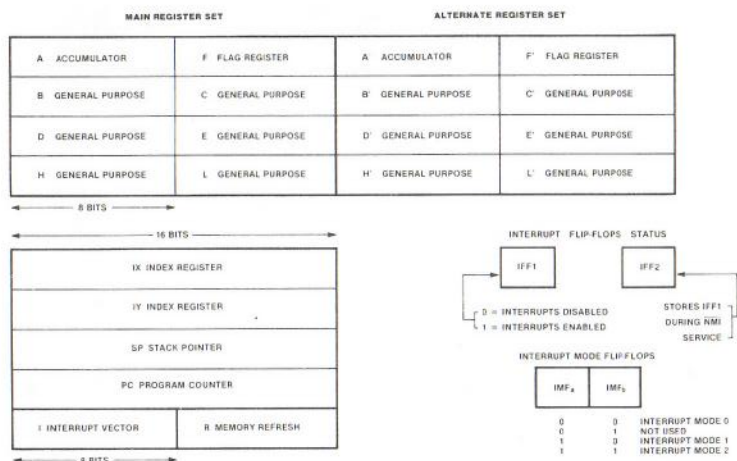 MAIN REGISTER SET ALTERNATE REGISTER SET
A ACCUMULATOR F FLAG REGISTER A ACCUMULATOR F' FLAG REGISTER
B GENERAL PURPOSE C GENERAL PURPOSE B' GENERAL PURPOSE C' GENERAL PURPOSE
D GENERAL PURPOSE E GENERAL PURPOSE D' GENERAL PURPOSE E' GENERAL PURPOSE
H GENERAL PURPOSE L GENERAL PURPOSE H' GENERAL PURPOSE L' GENERAL PURPOSE
8 BITS
16 BITS
IX INDEX REGISTER
IY INDEX REGISTER
SP STACK POINTER
PC PROGRAM COUNTER
I INTERRUPT VECTOR R MEMORY REFRESH
8 BITS
INTERRUPT FLIP-FLOPS STATUS
IFF1 IFF2
0 = INTERRUPTS DISABLED
1 = INTERRUPTS ENABLED
STORES IFF1
DURING NMI
SERVICE
INTERRUPT MODE FLIP-FLOPS
IMFa IMFb
0 0 INTERRUPT MODE 0
0 1 NOT USED
1 0 INTERRUPT MODE 1
1 1 INTERRUPT MODE 2